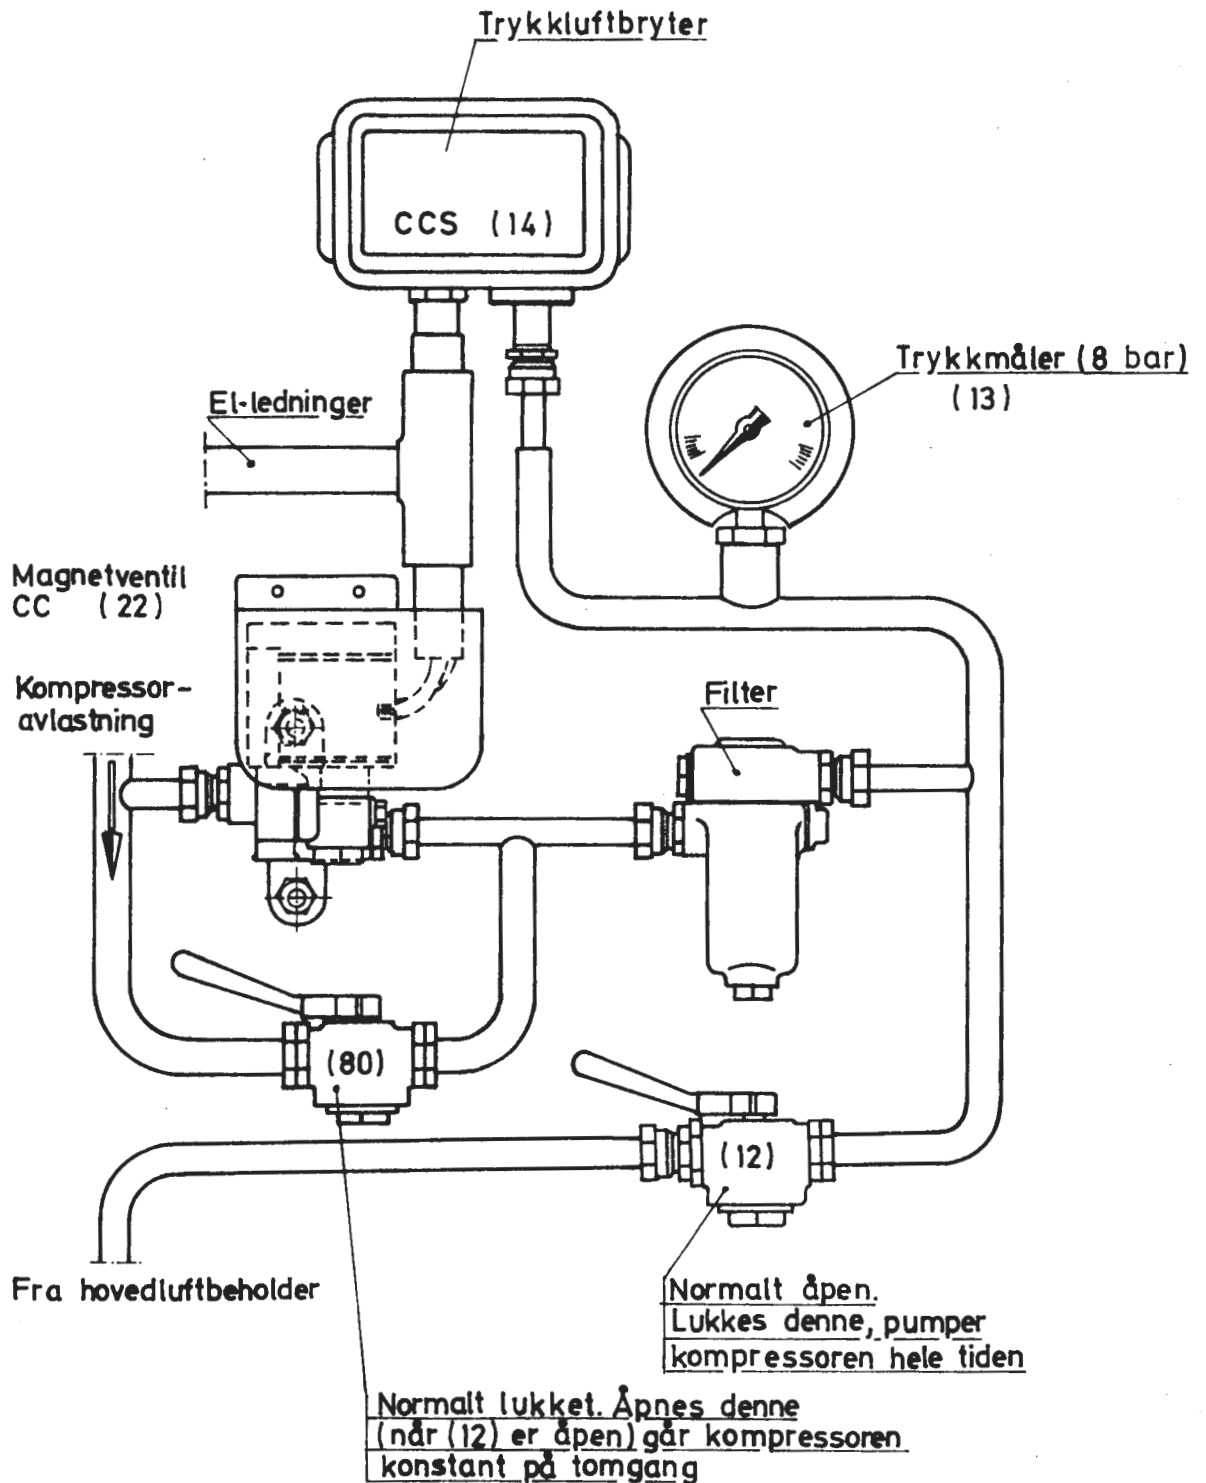 Trykkluftbryter
CCS (14)
Trykkmåler (8 bar)
(13)
El-ledninger
Magnetventil
CC (22)
Kompressor-
avlastning
Filter
(80)
(12)
Fra hovedluftbeholder
Normalt åpen.
Lukkes denne, pumper
kompressoren hele tiden
Normalt lukket. Åpnes denne
(når (12) er åpen) går kompressoren
konstant på tomgang